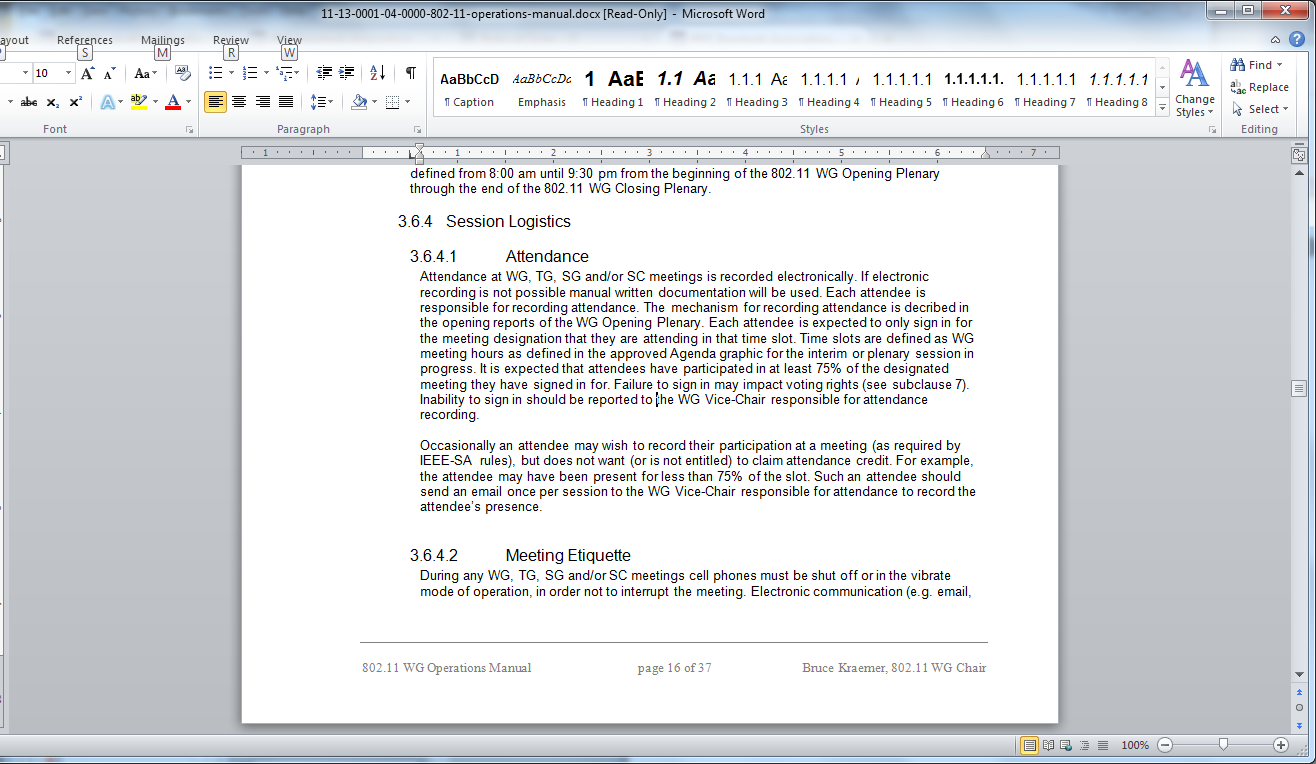 11-13-0001-04-0000-802-11-operations-manual.docx [Read-Only] - Microsoft Word
ayout References Mailings Review View
P S M R W
10 Aa
abc x₂ x² A ab A
AaBbCcD AaBbCcDc 1 AaE 1.1 Aa 1.1.1 Aa 1.1.1.1 A 1.1.1.1.1 1.1.1.1.1. 1.1.1.1.1 1.1.1.1.1
¶ Caption Emphasis ¶ Heading 1 ¶ Heading 2 ¶ Heading 3 ¶ Heading 4 ¶ Heading 5 ¶ Heading 6 ¶ Heading 7 ¶ Heading 8
Change
Styles
Find
Replace
Select
Font Paragraph Styles Editing
1 1 2 3 4 5 6 7
defined from 8:00 am until 9:30 pm from the beginning of the 802.11 WG Opening Plenary
through the end of the 802.11 WG Closing Plenary.
3.6.4 Session Logistics
3.6.4.1 Attendance
Attendance at WG, TG, SG and/or SC meetings is recorded electronically. If electronic
recording is not possible manual written documentation will be used. Each attendee is
responsible for recording attendance. The mechanism for recording attendance is decribed in
the opening reports of the WG Opening Plenary. Each attendee is expected to only sign in for
the meeting designation that they are attending in that time slot. Time slots are defined as WG
meeting hours as defined in the approved Agenda graphic for the interim or plenary session in
progress. It is expected that attendees have participated in at least 75% of the designated
meeting they have signed in for. Failure to sign in may impact voting rights (see subclause 7).
Inability to sign in should be reported to the WG Vice-Chair responsible for attendance
recording.
Occasionally an attendee may wish to record their participation at a meeting (as required by
IEEE-SA rules), but does not want (or is not entitled) to claim attendance credit. For example,
the attendee may have been present for less than 75% of the slot. Such an attendee should
send an email once per session to the WG Vice-Chair responsible for attendance to record the
attendee's presence.
3.6.4.2 Meeting Etiquette
During any WG, TG, SG and/or SC meetings cell phones must be shut off or in the vibrate
mode of operation, in order not to interrupt the meeting. Electronic communication (e.g. email,
802.11 WG Operations Manual page 16 of 37 Bruce Kraemer, 802.11 WG Chair
100%